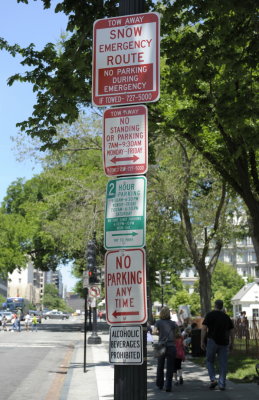 TOW AWAY
SNOW
EMERGENCY
ROUTE
NO PARKING
DURING
EMERGENCY
IF TOWED - 727-5000
TOW AWAY
NO
STANDING
OR PARKING
7AM-9:30AM
MONDAY-FRIDAY
2 HOUR
PARKING
NO
PARKING
ANY
TIME
ALCOHOLIC
BEVERAGES
PROHIBITED